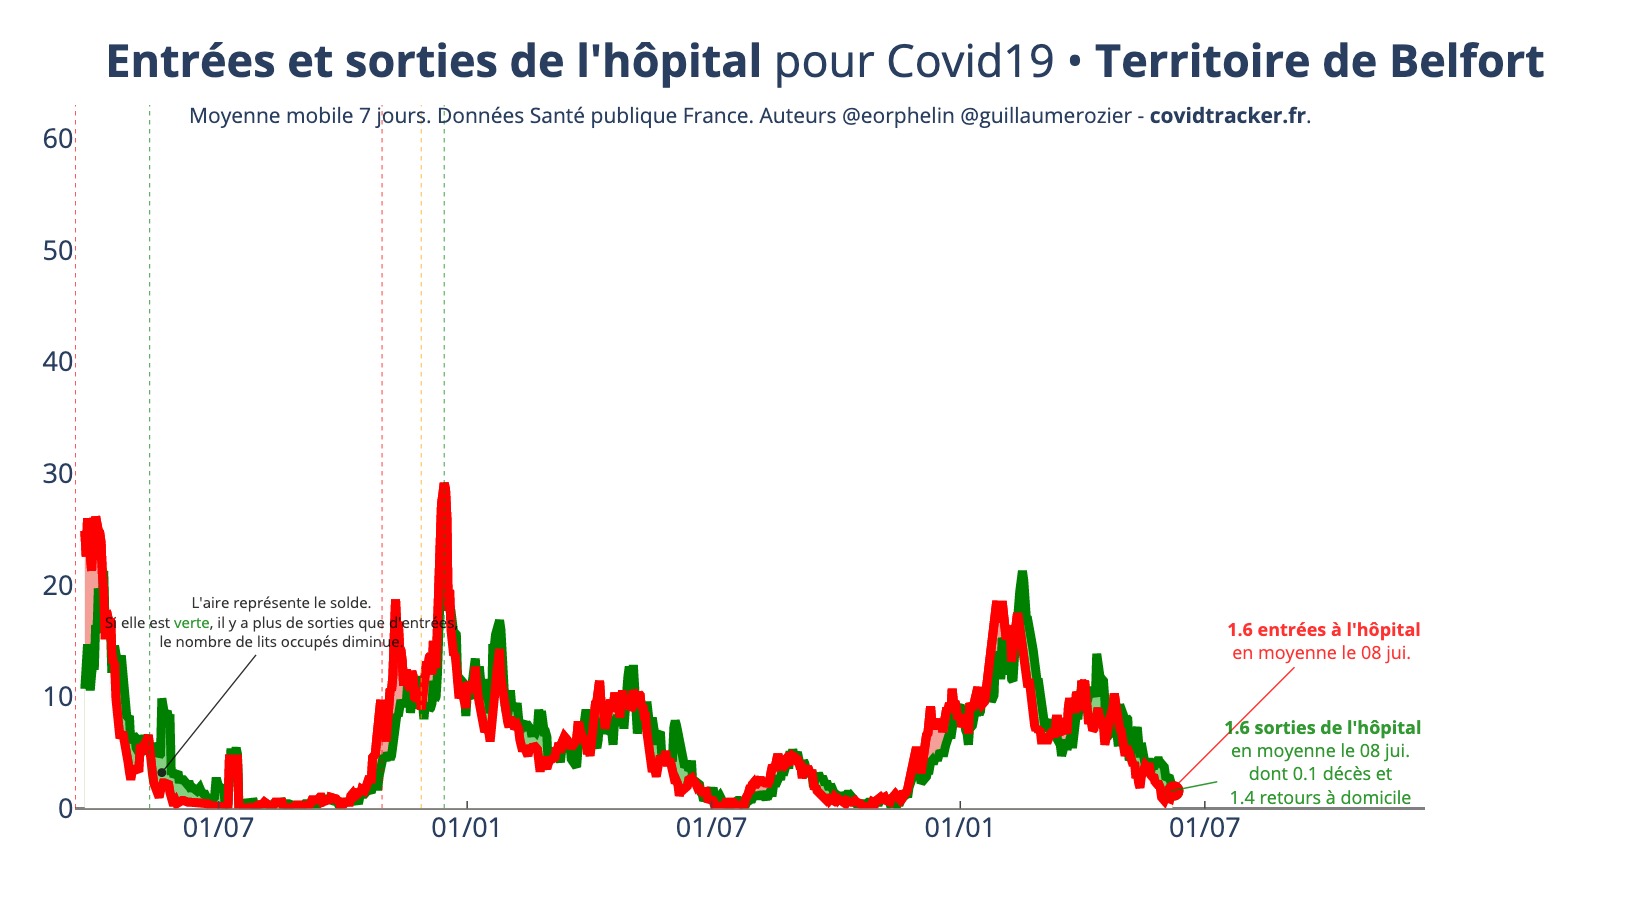 Entrées et sorties de l'hôpital pour Covid19 • Territoire de Belfort
Moyenne mobile 7 jours. Données Santé publique France. Auteurs @eorphelin @guillaumerozier - covidtracker.fr.
60
50
40
30
20
10
0
L'aire représente le solde.
Si elle est verte, il y a plus de sorties que d'entrées,
le nombre de lits occupés diminue.
1.6 entrées à l'hôpital
en moyenne le 08 jui.
1.6 sorties de l'hôpital
en moyenne le 08 jui.
dont 0.1 décès et
1.4 retours à domicile
01/07
01/01
01/07
01/01
01/07